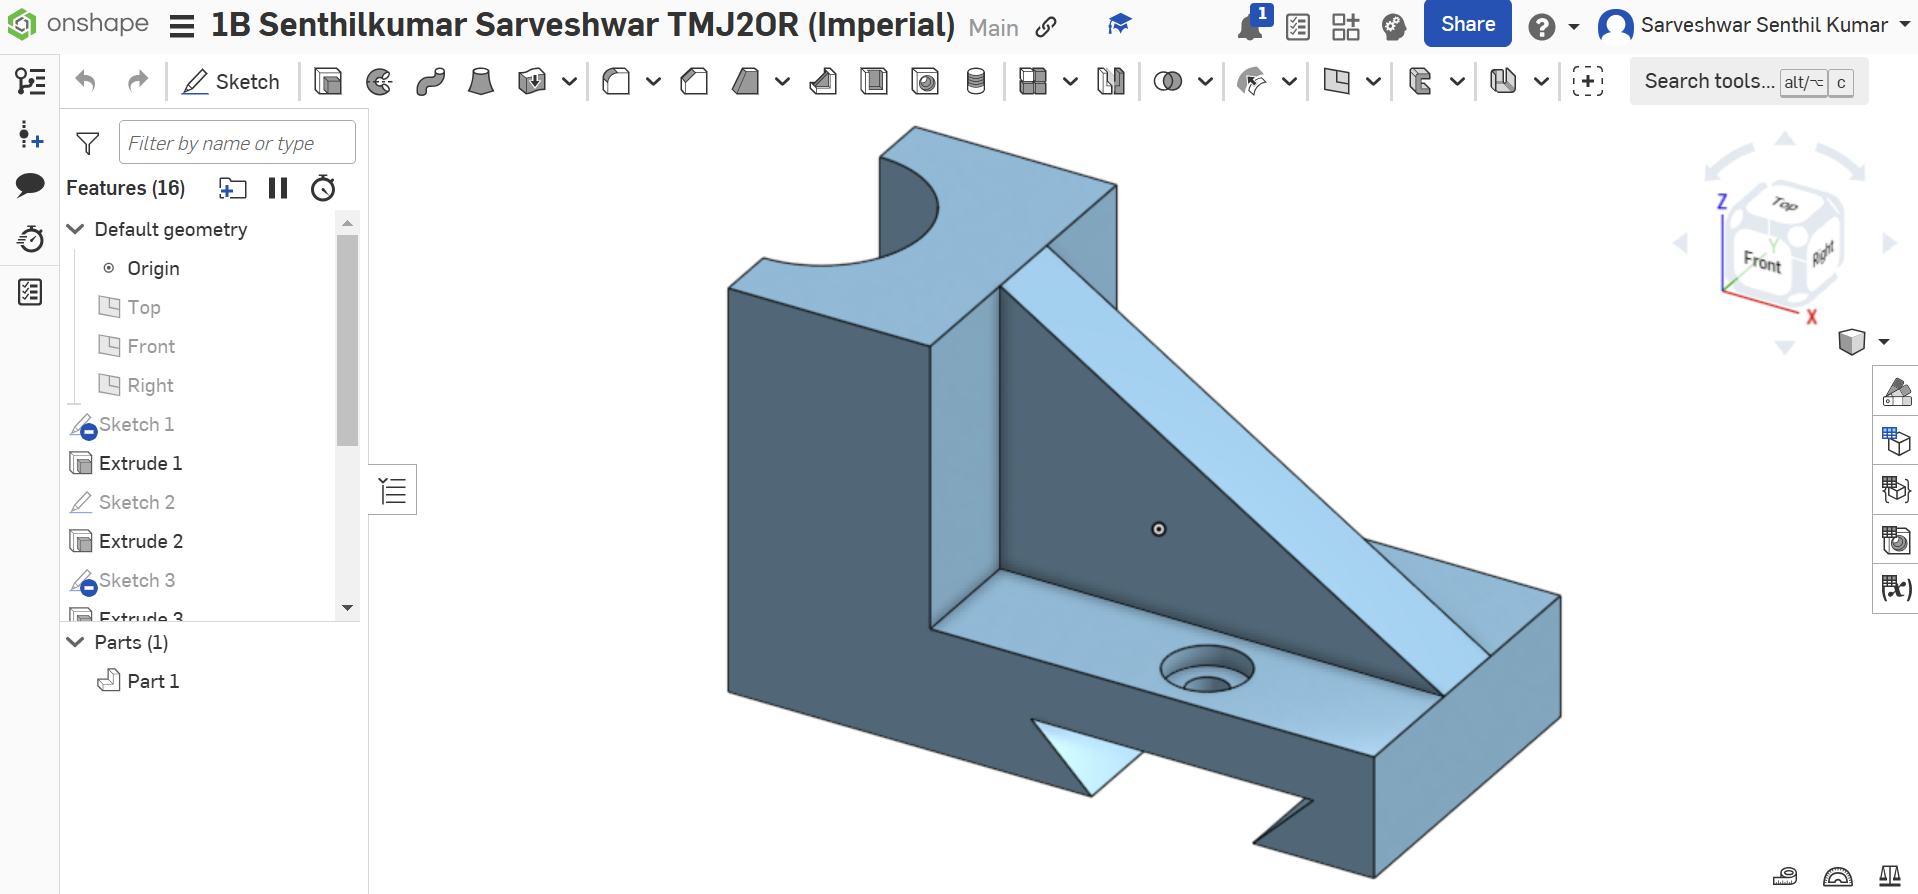 onshape 1B Senthilkumar Sarveshwar TMJ2OR (Imperial) Main 1 Share Sarveshwar Senthil Kumar
Sketch Search tools... alt/⌥ c
Filter by name or type
Features (16)
Default geometry
Origin
Top
Front
Right
Sketch 1
Extrude 1
Sketch 2
Extrude 2
Sketch 3
Extrude 3
Parts (1)
Part 1
Z
Top
Y
Front
Right
X
(x)